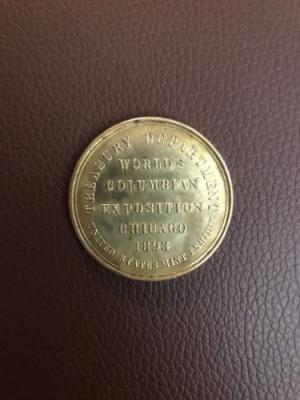 TREASURY DEPARTMENT
WORLD'S
COLUMBIAN
EXPOSITION
CHICAGO
1893
UNITED STATES MINT EXHIBIT